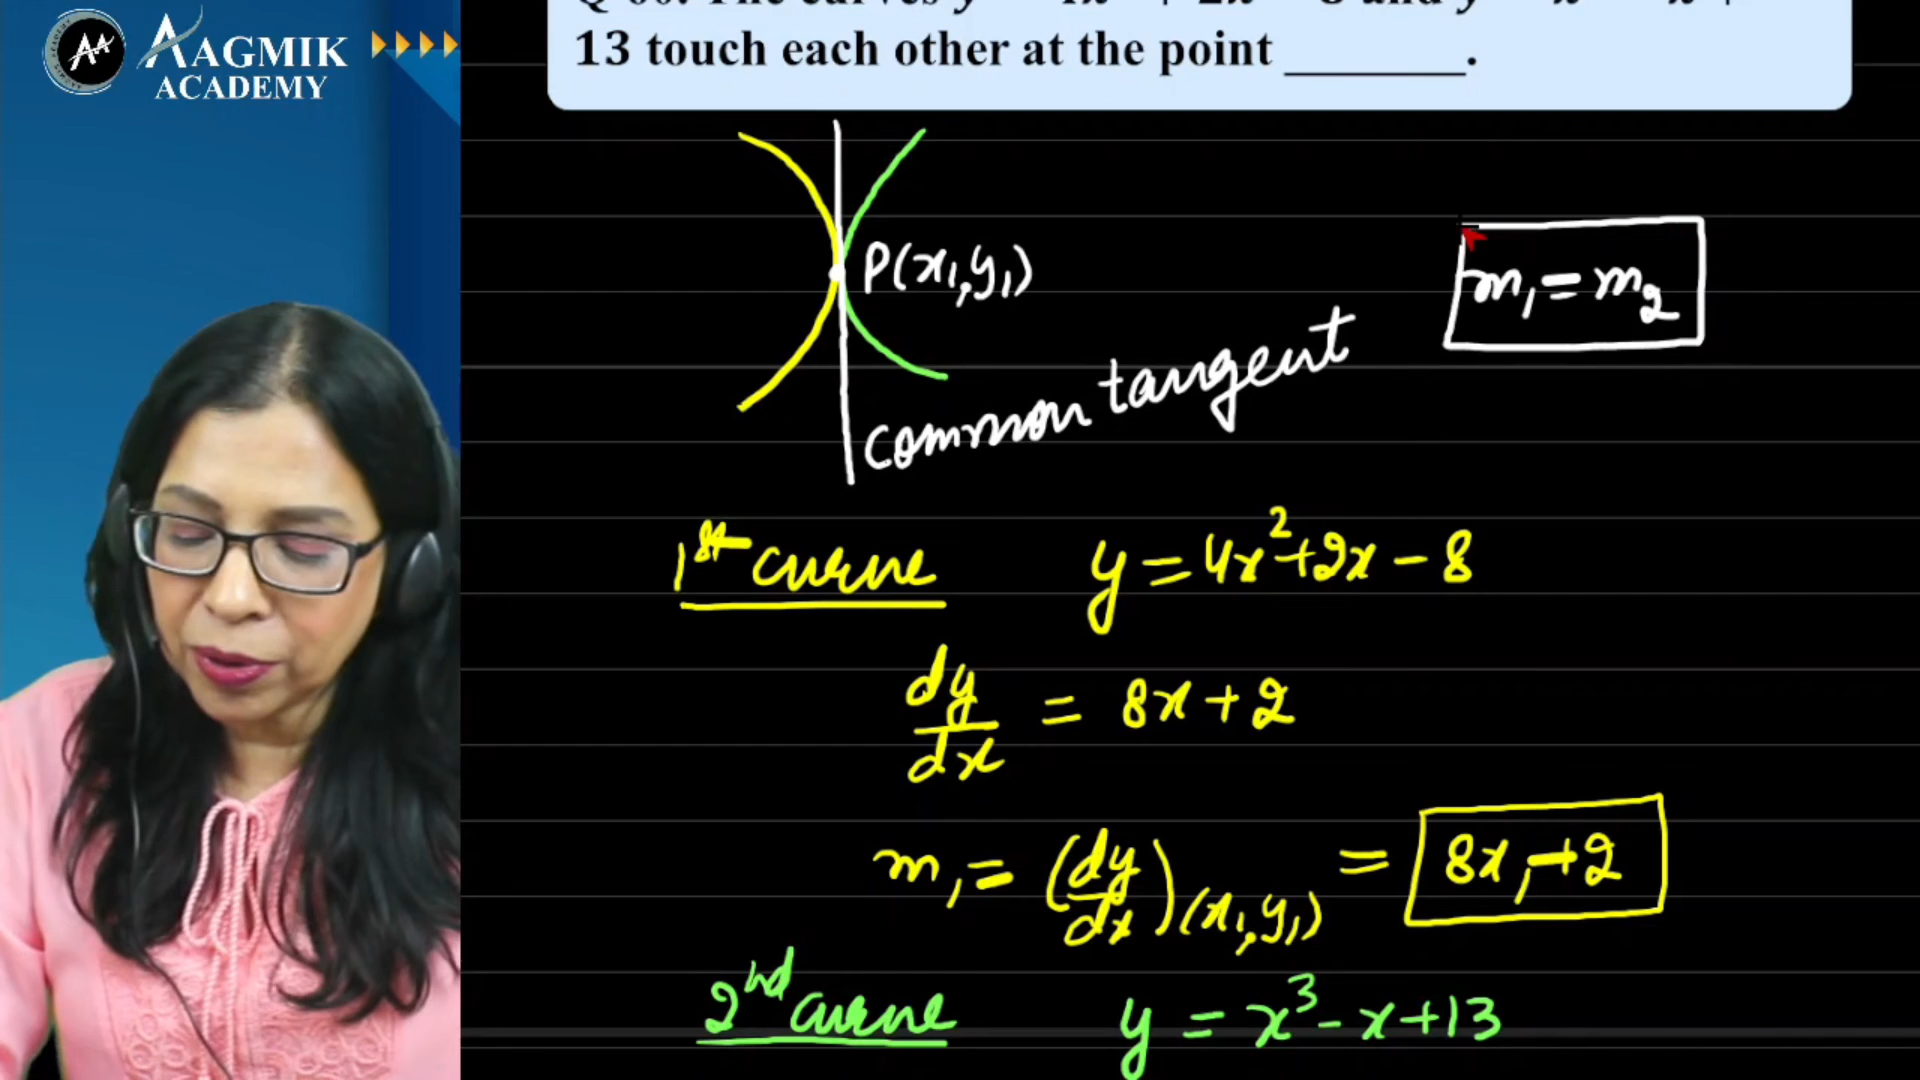 AAGMIK
ACADEMY
13 touch each other at the point ______.
P(x₁,y₁)
m₁ = m₂
common tangent
1st curve y = 4x² + 2x - 8
dy/dx = 8x + 2
m₁ = (dy/dx)(x₁,y₁) = 8x₁ + 2
2nd curve y = x³ - x + 13